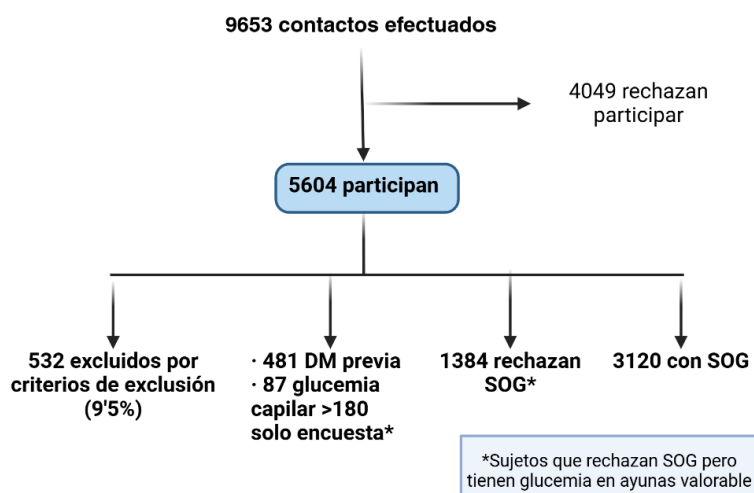 9653 contactos efectuados
4049 rechazan
participar
5604 participan
532 excluidos por
criterios de exclusión
(9'5%)
· 481 DM previa
· 87 glucemia
capilar >180
solo encuesta*
1384 rechazan
SOG*
3120 con SOG
*Sujetos que rechazan SOG pero
tienen glucemia en ayunas valorable